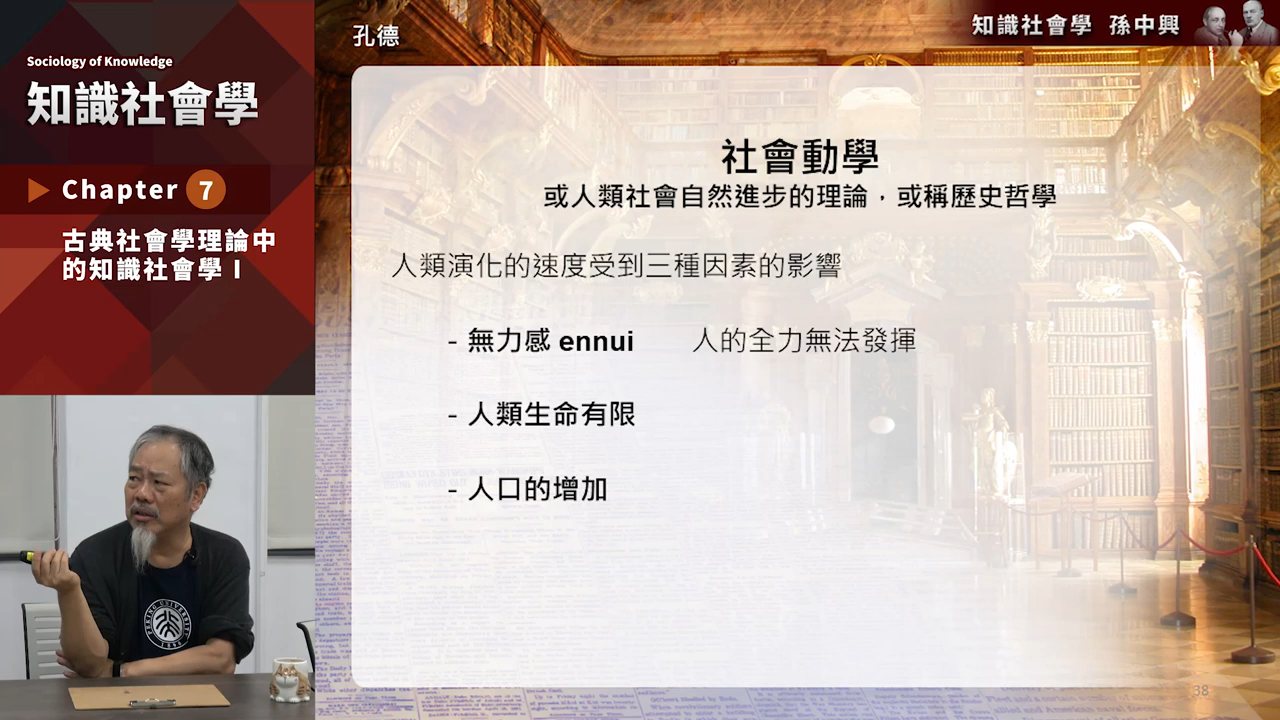 Sociology of Knowledge
知識社會學
Chapter 7
古典社會學理論中
的知識社會學 I
孔德
知識社會學 孫中興
社會動學
或人類社會自然進步的理論，或稱歷史哲學
人類演化的速度受到三種因素的影響
- 無力感 ennui 人的全力無法發揮
- 人類生命有限
- 人口的增加
38